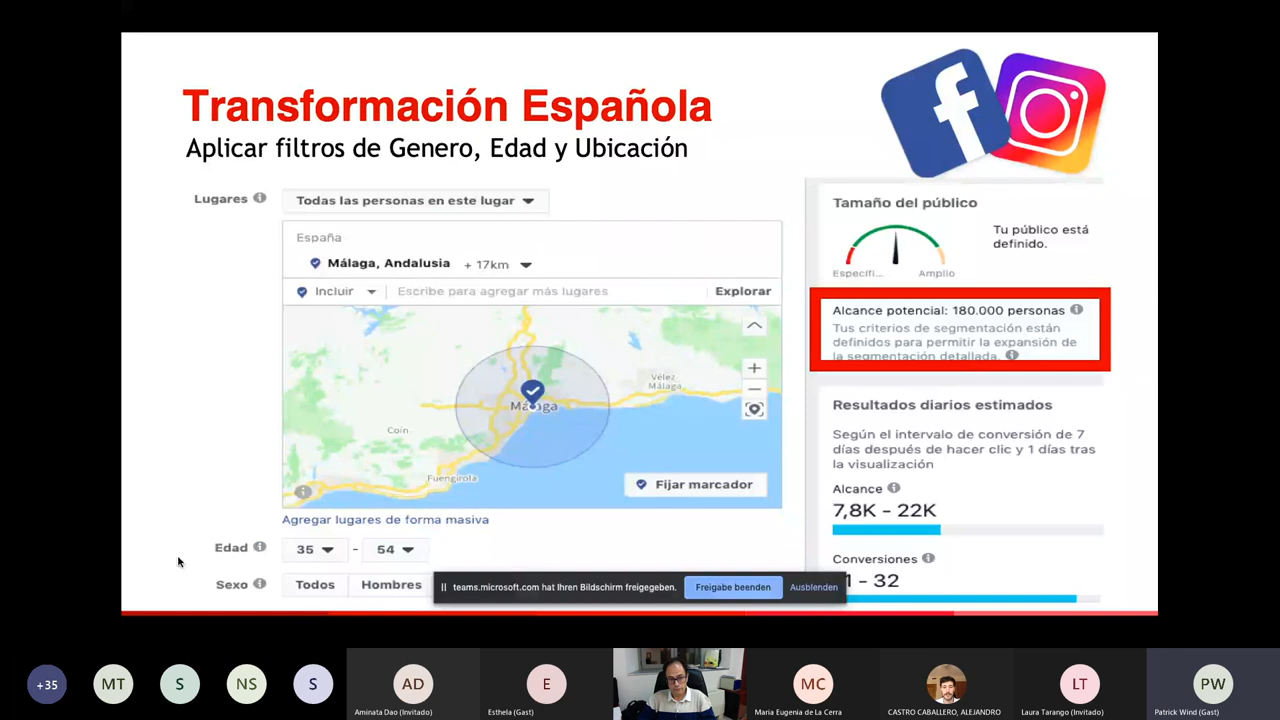 Transformación Española
Aplicar filtros de Genero, Edad y Ubicación
Lugares
Todas las personas en este lugar
España
Málaga, Andalusia + 17km
Incluir
Escribe para agregar más lugares
Explorar
Málaga
Vélez
Málaga
Coín
Fuengirola
Fijar marcador
Agregar lugares de forma masiva
Edad
35 - 54
Sexo
Todos
Hombres
Tamaño del público
Tu público está
definido.
Específi...
Amplio
Alcance potencial: 180.000 personas
Tus criterios de segmentación están
definidos para permitir la expansión de
la segmentación detallada.
Resultados diarios estimados
Según el intervalo de conversión de 7
días después de hacer clic y 1 días tras
la visualización
Alcance
7,8K - 22K
Conversiones
1 - 32
teams.microsoft.com hat Ihren Bildschirm freigegeben.
Freigabe beenden
Ausblenden
+35
MT
S
NS
S
AD
Aminata Dao (Invitado)
E
Esthela (Gast)
MC
Maria Eugenia de La Cerra
CASTRO CABALLERO, ALEJANDRO
LT
Laura Tarango (Invitado)
PW
Patrick Wind (Gast)